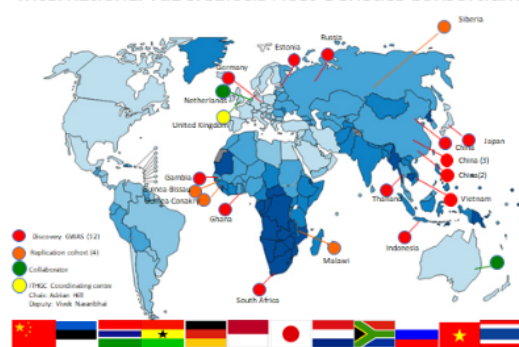 Siberia
Russia
Estonia
Germany
Netherlands
United Kingdom
China
Japan
China (3)
China(2)
Gambia
Guinea-Bissau
Guinea-Conakri
Ghana
Thailand
Vietnam
Indonesia
Malawi
South Africa
Discovery GWAS (12)
Replication cohort (4)
Collaborator
ITHGC Coordinating centre
Chair: Adrian Hill
Deputy: Vivek Naranbhai